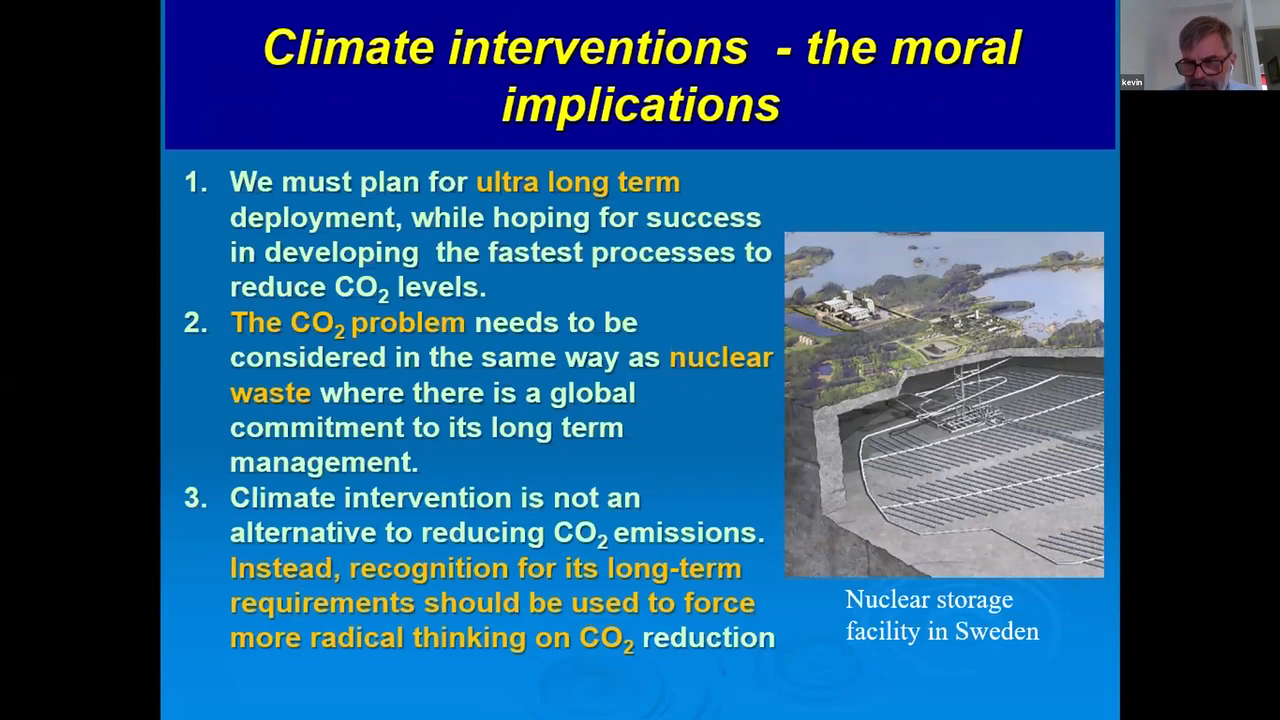 Climate interventions - the moral
implications
1. We must plan for ultra long term
deployment, while hoping for success
in developing the fastest processes to
reduce CO2 levels.
2. The CO2 problem needs to be
considered in the same way as nuclear
waste where there is a global
commitment to its long term
management.
3. Climate intervention is not an
alternative to reducing CO2 emissions.
Instead, recognition for its long-term
requirements should be used to force
more radical thinking on CO2 reduction
Nuclear storage
facility in Sweden
kevin